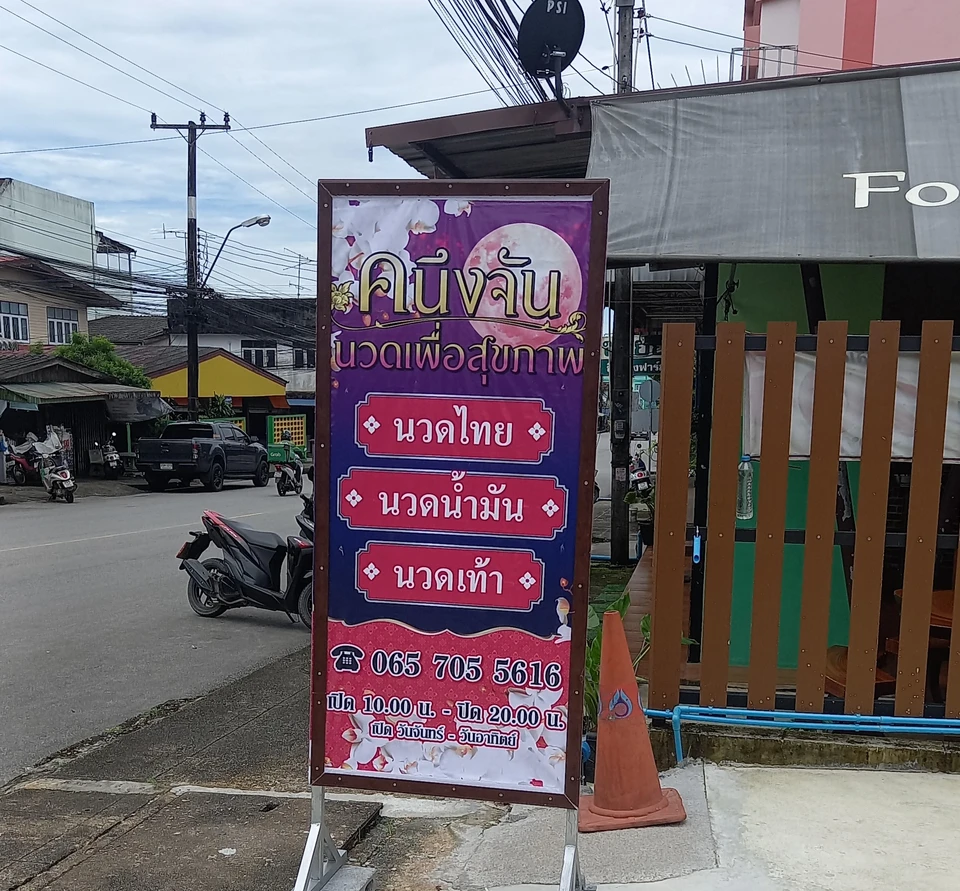 PSI
Fo
คนึงจัน
นวดเพื่อสุขภาพ
นวดไทย
นวดน้ำมัน
นวดเท้า
065 705 5616
เปิด 10.00 น. - ปิด 20.00 น.
เปิด วันจันทร์ - วันอาทิตย์
Grab